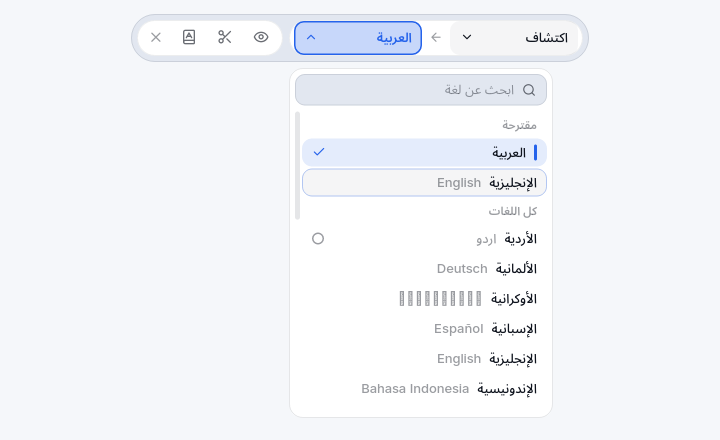 اكتشاف
العربية
ابحث عن لغة
مقترحة
العربية
الإنجليزية English
كل اللغات
الأردية اردو
الألمانية Deutsch
الأوكرانية
الإسبانية Español
الإنجليزية English
الإندونيسية Bahasa Indonesia